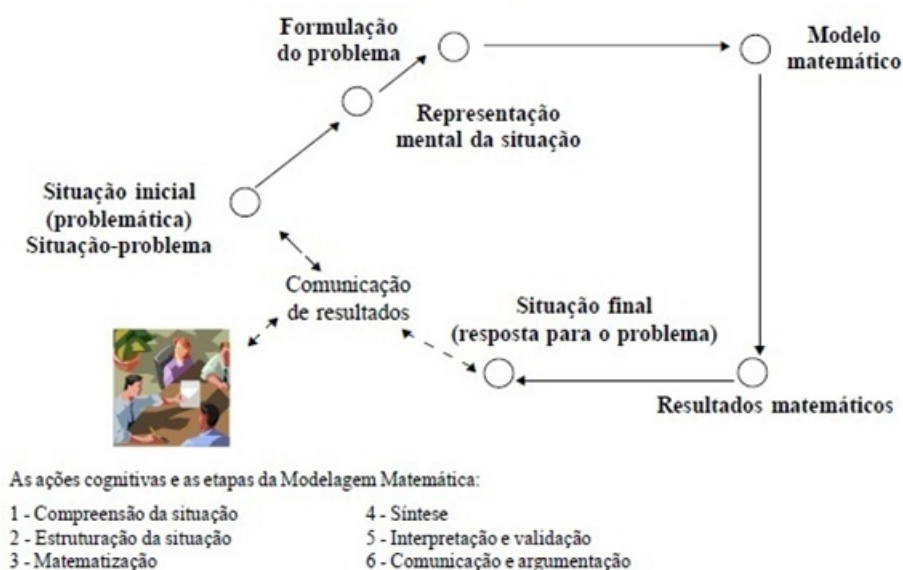 Formulação
do problema
Modelo
matemático
Representação
mental da situação
Situação inicial
(problemática)
Situação-problema
Comunicação
de resultados
Situação final
(resposta para o problema)
Resultados matemáticos
As ações cognitivas e as etapas da Modelagem Matemática:
1 - Compreensão da situação
2 - Estruturação da situação
3 - Matematização
4 - Síntese
5 - Interpretação e validação
6 - Comunicação e argumentação